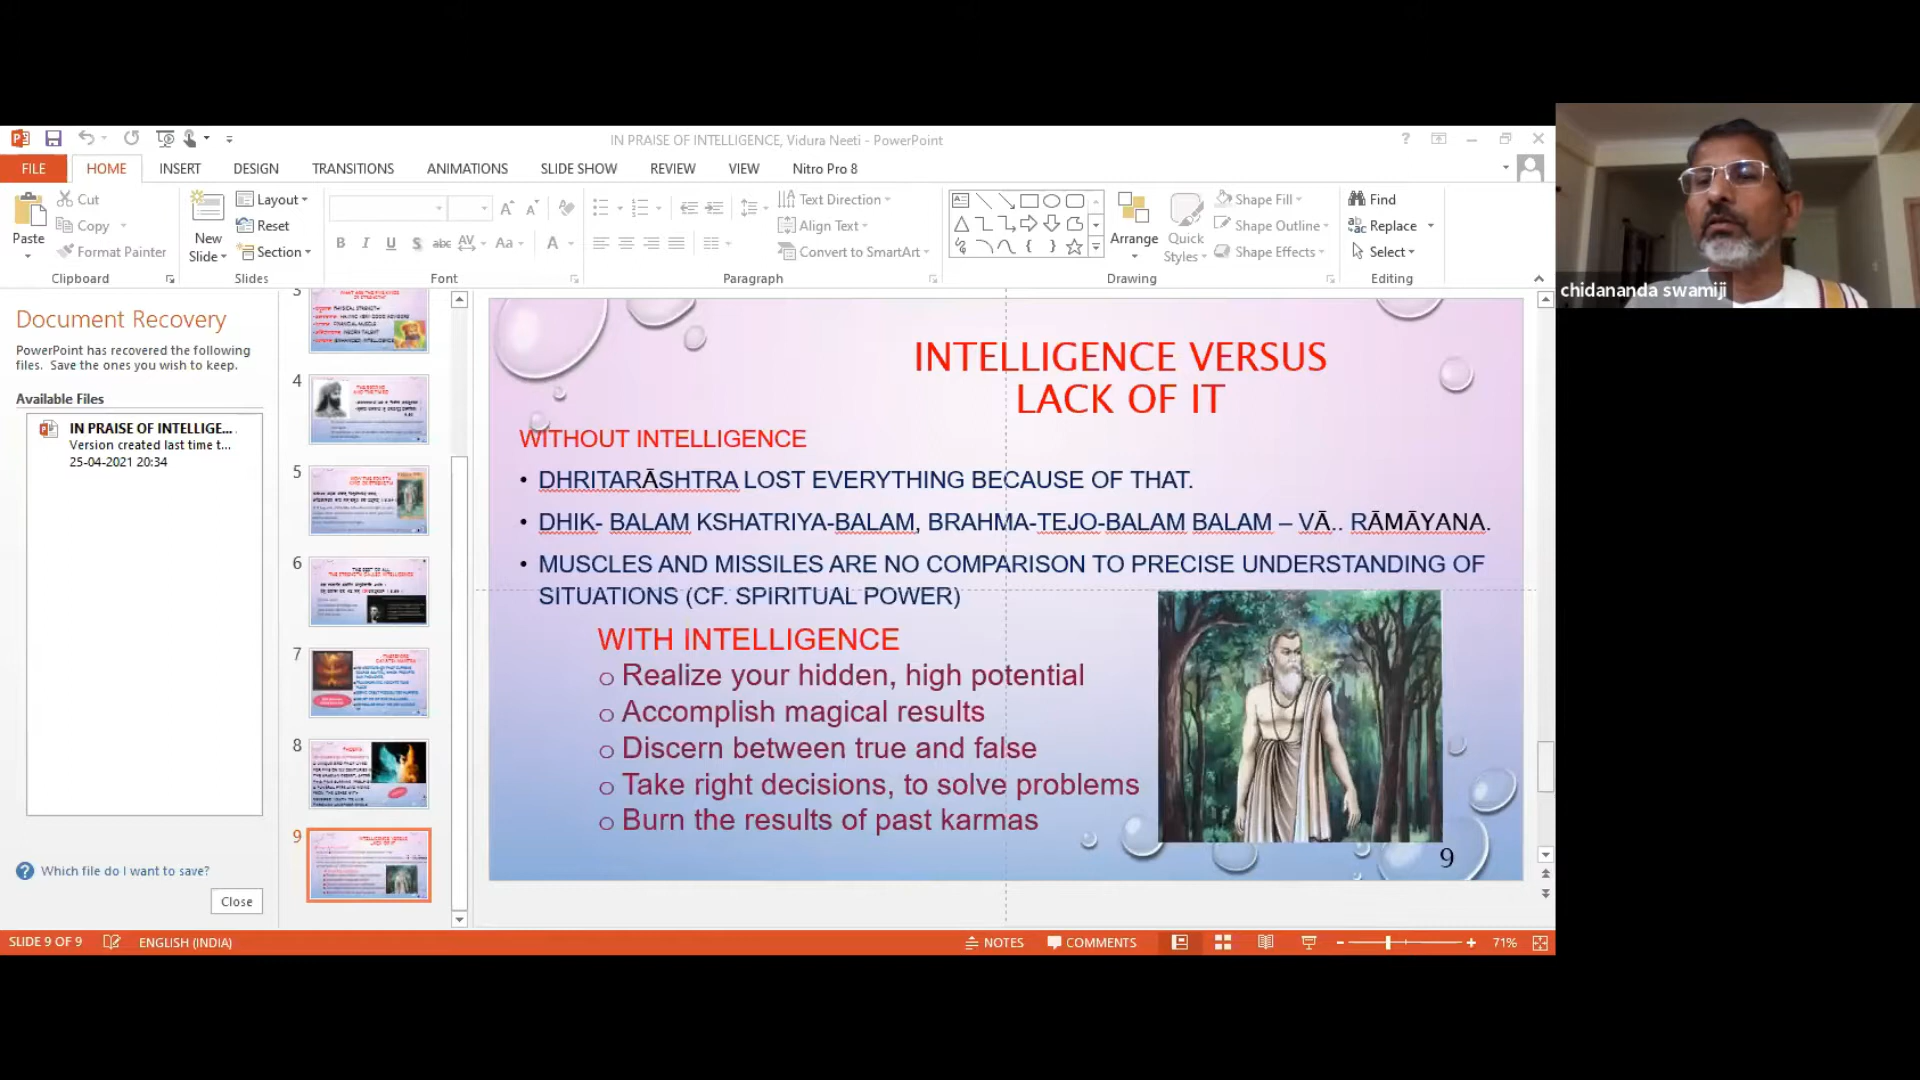 IN PRAISE OF INTELLIGENCE, Vidura Neeti - PowerPoint
FILE HOME INSERT DESIGN TRANSITIONS ANIMATIONS SLIDE SHOW REVIEW VIEW Nitro Pro 8
Paste
Cut
Copy
Format Painter
Clipboard
New
Slide
Layout
Reset
Section
Slides
Font
Text Direction
Align Text
Convert to SmartArt
Paragraph
Arrange
Quick
Styles
Shape Fill
Shape Outline
Shape Effects
Drawing
Find
Replace
Select
Editing
chidananda swamiji
Document Recovery
PowerPoint has recovered the following
files. Save the ones you wish to keep.
Available Files
IN PRAISE OF INTELLIGE...
Version created last time t...
25-04-2021 20:34
Which file do I want to save?
Close
3
4
5
6
7
8
9
INTELLIGENCE VERSUS
LACK OF IT
WITHOUT INTELLIGENCE
• DHRITARĀSHTRA LOST EVERYTHING BECAUSE OF THAT.
• DHIK- BALAM KSHATRIYA-BALAM, BRAHMA-TEJO-BALAM BALAM – VĀ.. RĀMĀYANA.
• MUSCLES AND MISSILES ARE NO COMPARISON TO PRECISE UNDERSTANDING OF
SITUATIONS (CF. SPIRITUAL POWER)
WITH INTELLIGENCE
o Realize your hidden, high potential
o Accomplish magical results
o Discern between true and false
o Take right decisions, to solve problems
o Burn the results of past karmas
9
SLIDE 9 OF 9 ENGLISH (INDIA) NOTES COMMENTS 71%